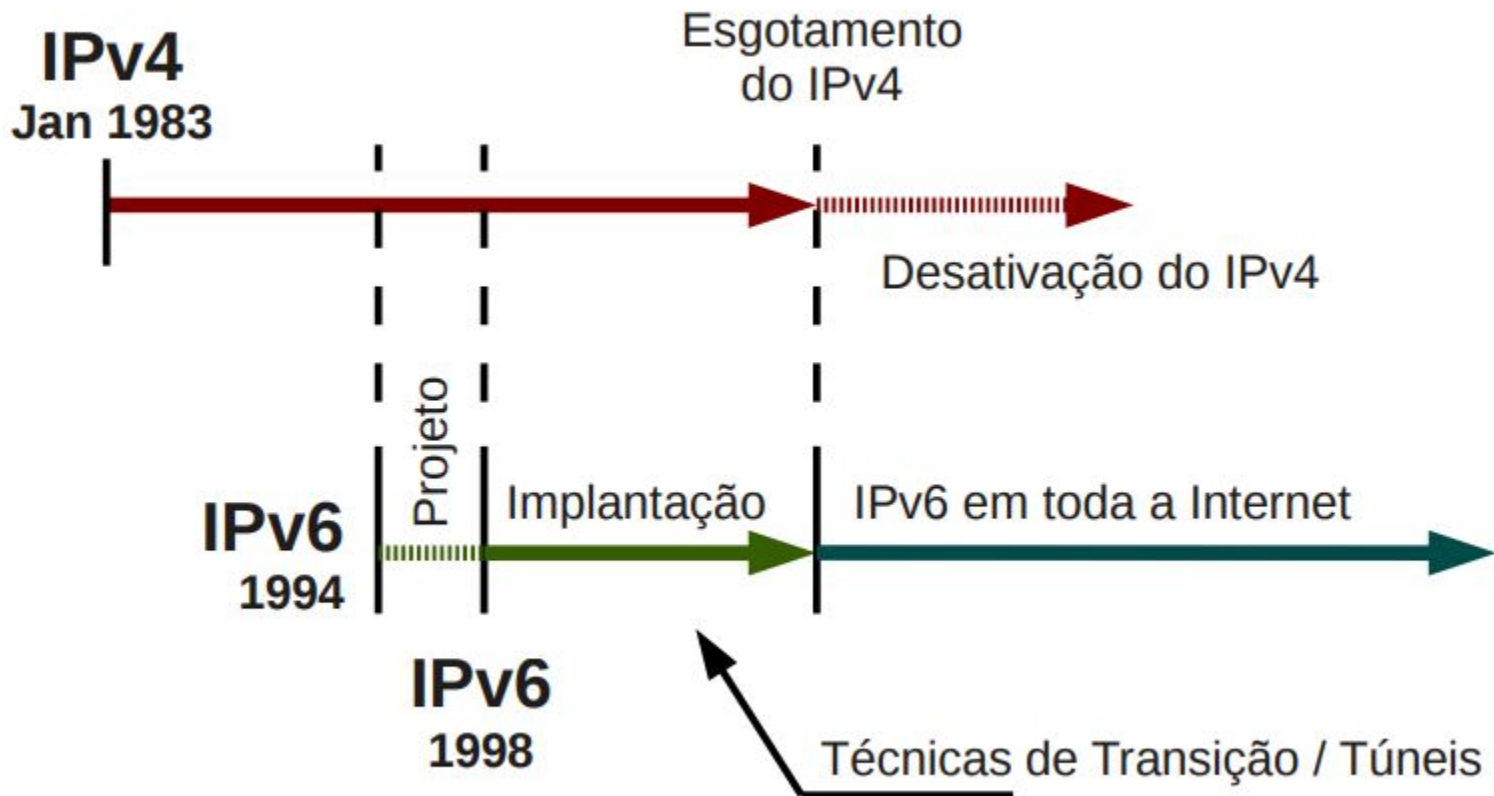 IPv4
Jan 1983
Esgotamento
do IPv4
Desativação do IPv4
Projeto
IPv6
1994
Implantação
IPv6 em toda a Internet
IPv6
1998
Técnicas de Transição / Túneis